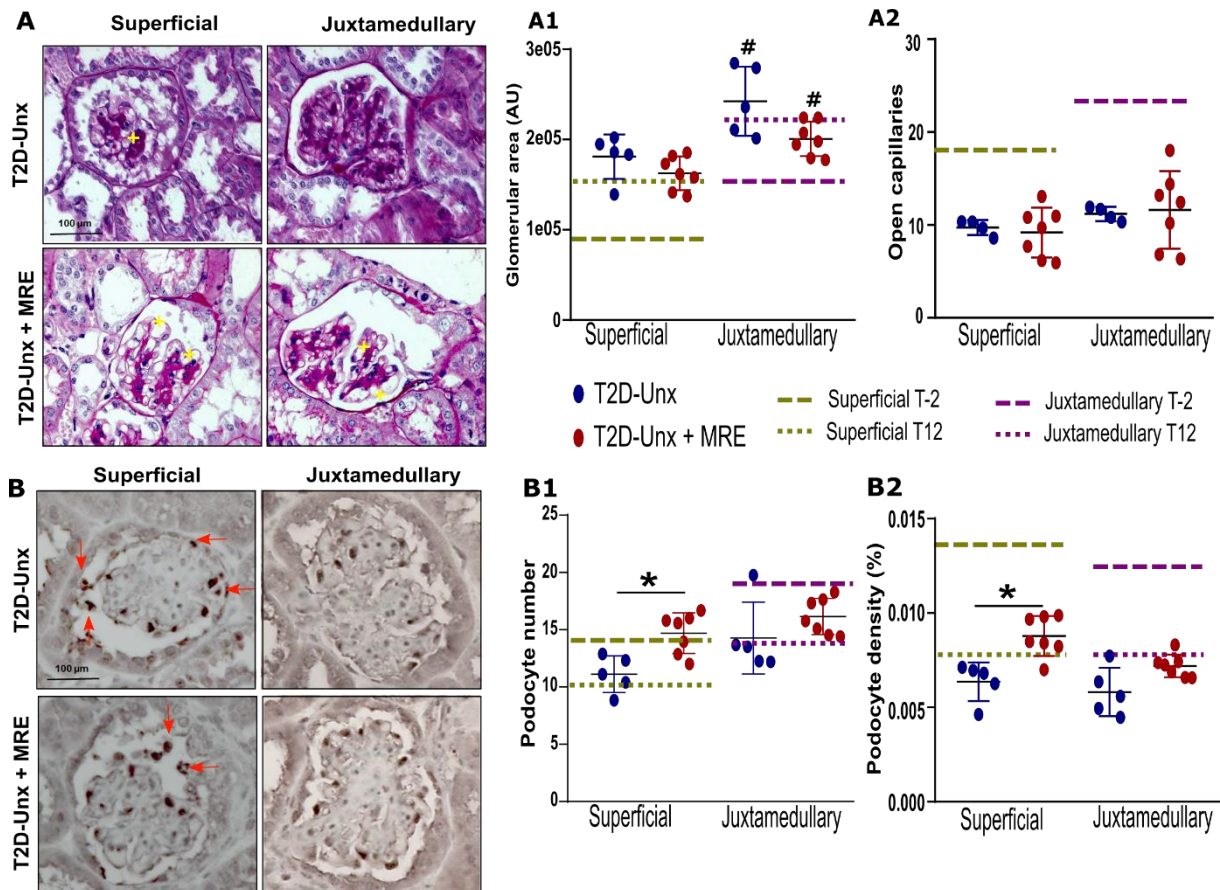 A
Superficial
Juxtamedullary
T2D-Unx
100 µm
T2D-Unx + MRE
A1
Glomerular area (AU)
3e05
2e05
1e05
0
#
#
Superficial
Juxtamedullary
A2
Open capillaries
30
20
10
0
Superficial
Juxtamedullary
T2D-Unx
T2D-Unx + MRE
Superficial T-2
Superficial T12
Juxtamedullary T-2
Juxtamedullary T12
B
Superficial
Juxtamedullary
T2D-Unx
100 µm
T2D-Unx + MRE
B1
Podocyte number
25
20
15
10
5
0
*
Superficial
Juxtamedullary
B2
Podocyte density (%)
0.015
0.010
0.005
0.000
*
Superficial
Juxtamedullary